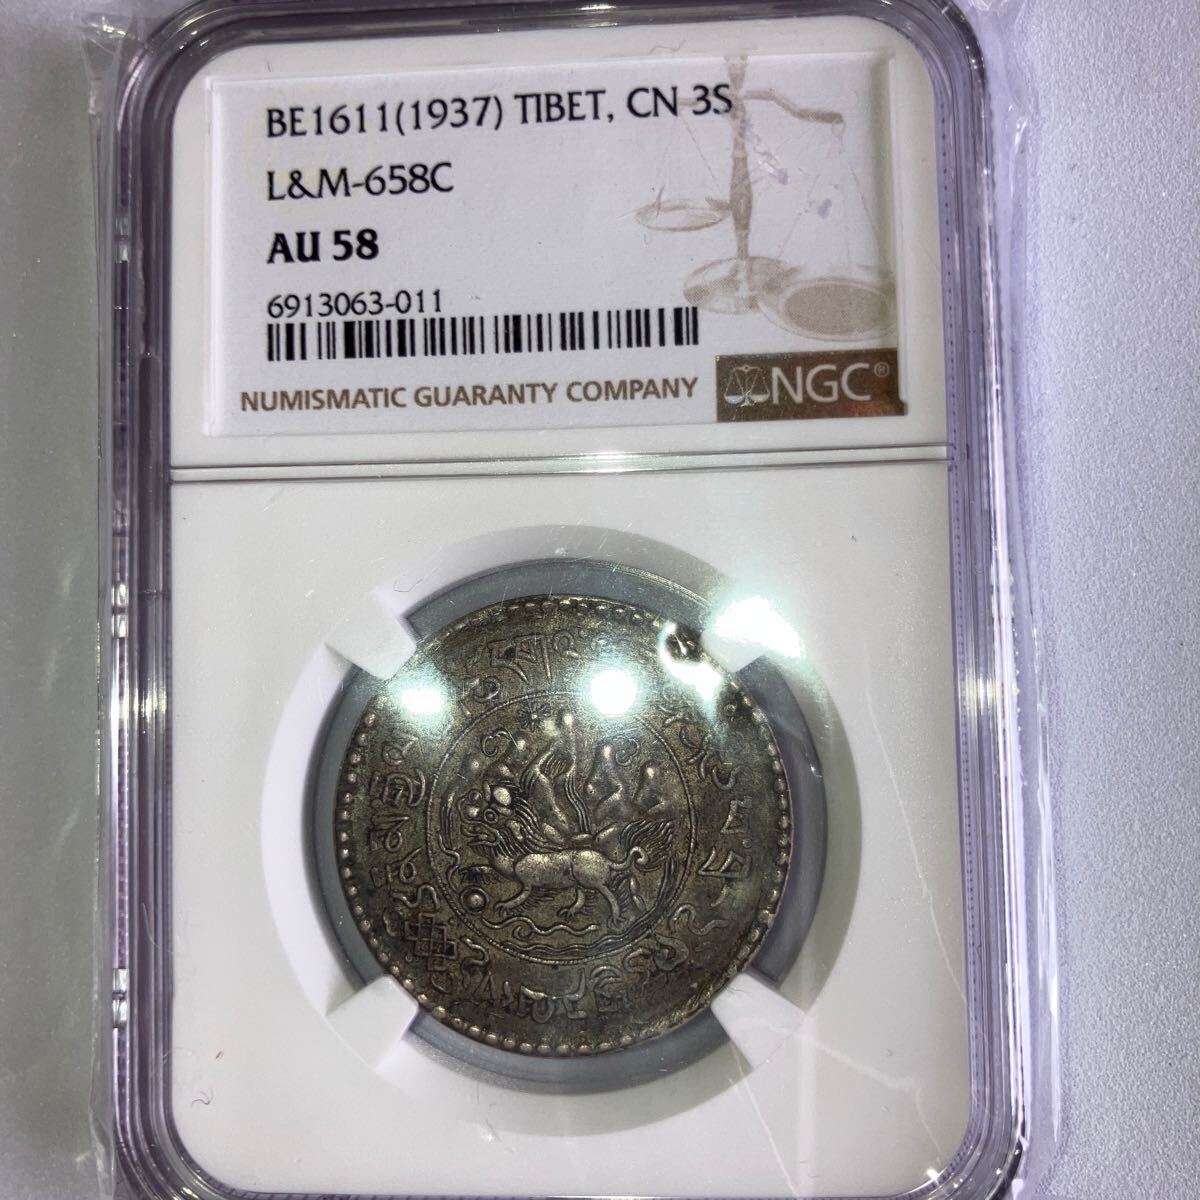 BE1611(1937) TIBET, CN 3S
L&M-658C
AU 58
6913063-011
NUMISMATIC GUARANTY COMPANY
NGC®